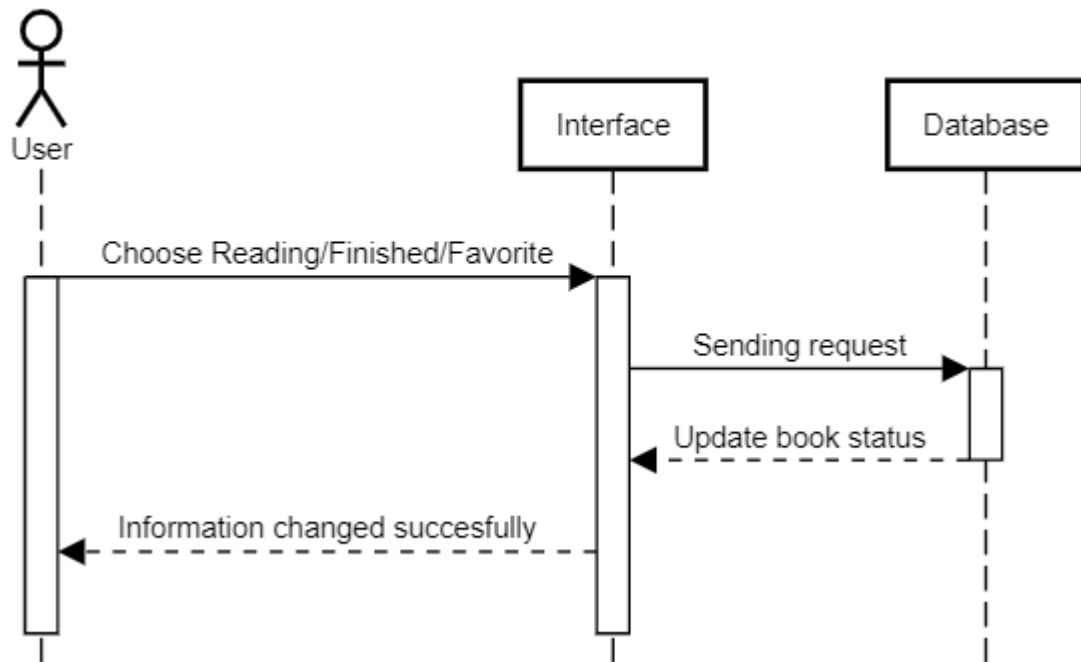 User
Interface
Database
Choose Reading/Finished/Favorite
Sending request
Update book status
Information changed succesfully